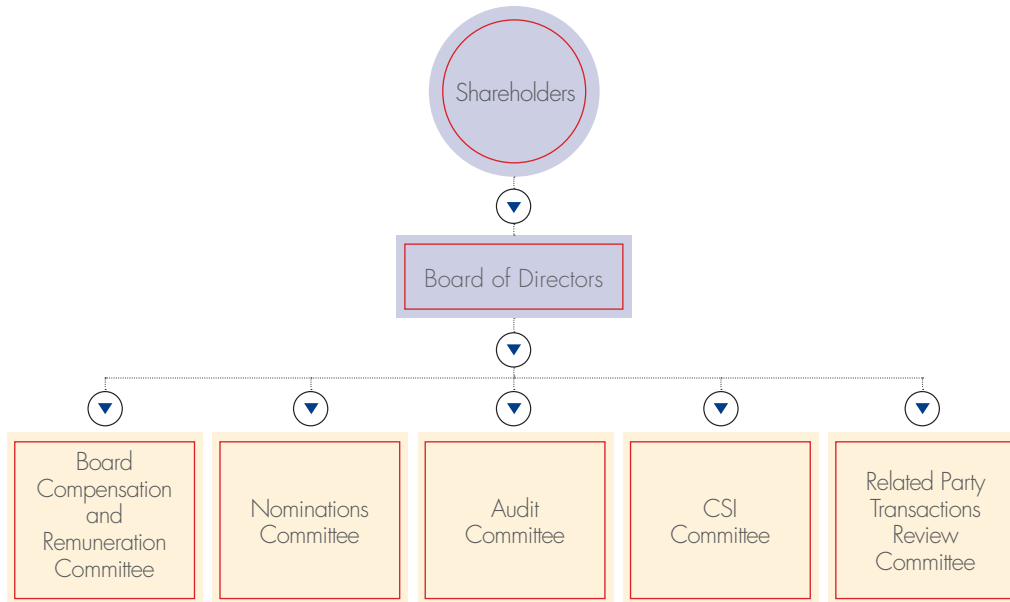 Shareholders
Board of Directors
Board
Compensation
and
Remuneration
Committee
Nominations
Committee
Audit
Committee
CSI
Committee
Related Party
Transactions
Review
Committee